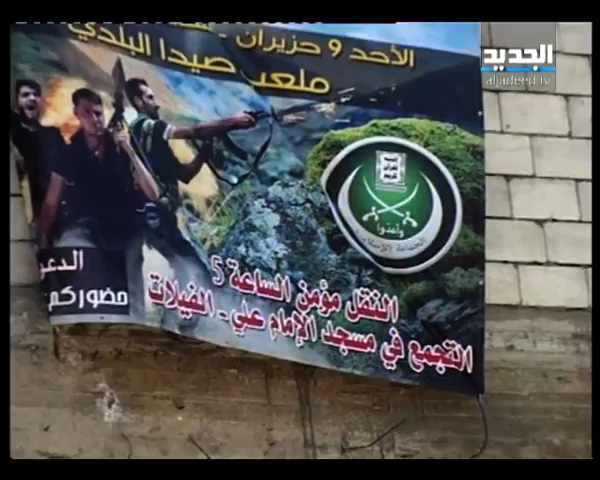 الجديد
aljadeed.tv
الأحد 9 حزيران -
ملعب صيدا البلدي
وأعدوا
الجماعة الإسلامية
النقل مؤمن الساعة 5
التجمع في مسجد الإمام علي - الفيلات
حضوركم